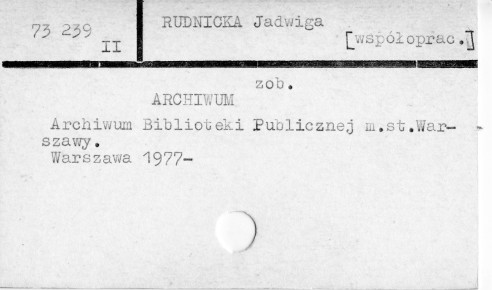 73 239
II
RUDNICKA Jadwiga
[współoprac.]
zob.
ARCHIWUM
Archiwum Biblioteki Publicznej m.st.War-
szawy.
Warszawa 1977-